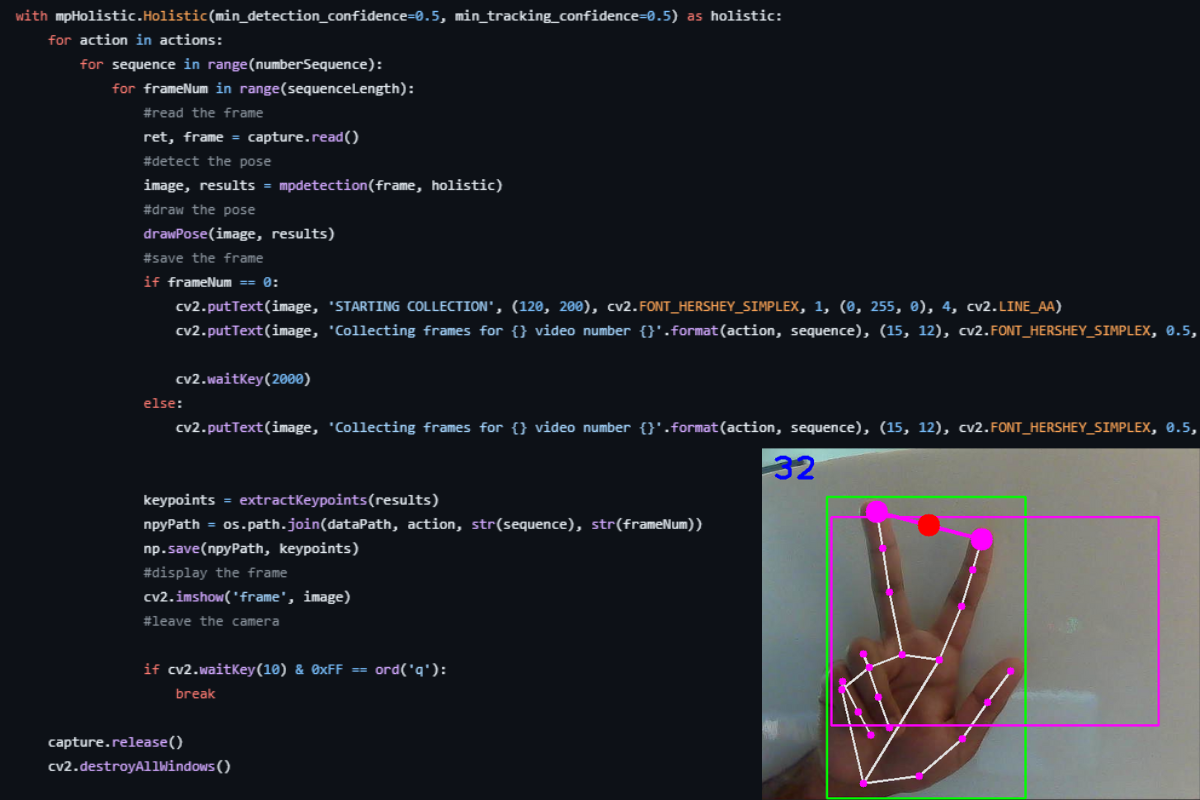 with mpHolistic.Holistic(min_detection_confidence=0.5, min_tracking_confidence=0.5) as holistic:
    for action in actions:
        for sequence in range(numberSequence):
            for frameNum in range(sequenceLength):
                #read the frame
                ret, frame = capture.read()
                #detect the pose
                image, results = mpdetection(frame, holistic)
                #draw the pose
                drawPose(image, results)
                #save the frame
                if frameNum == 0:
                    cv2.putText(image, 'STARTING COLLECTION', (120, 200), cv2.FONT_HERSHEY_SIMPLEX, 1, (0, 255, 0), 4, cv2.LINE_AA)
                    cv2.putText(image, 'Collecting frames for {} video number {}'.format(action, sequence), (15, 12), cv2.FONT_HERSHEY_SIMPLEX, 0.5,
                    cv2.waitKey(2000)
                else:
                    cv2.putText(image, 'Collecting frames for {} video number {}'.format(action, sequence), (15, 12), cv2.FONT_HERSHEY_SIMPLEX, 0.5,
                keypoints = extractKeypoints(results)
                npyPath = os.path.join(dataPath, action, str(sequence), str(frameNum))
                np.save(npyPath, keypoints)
                #display the frame
                cv2.imshow('frame', image)
                #leave the camera
                if cv2.waitKey(10) & 0xFF == ord('q'):
                    break
    capture.release()
    cv2.destroyAllWindows()
32